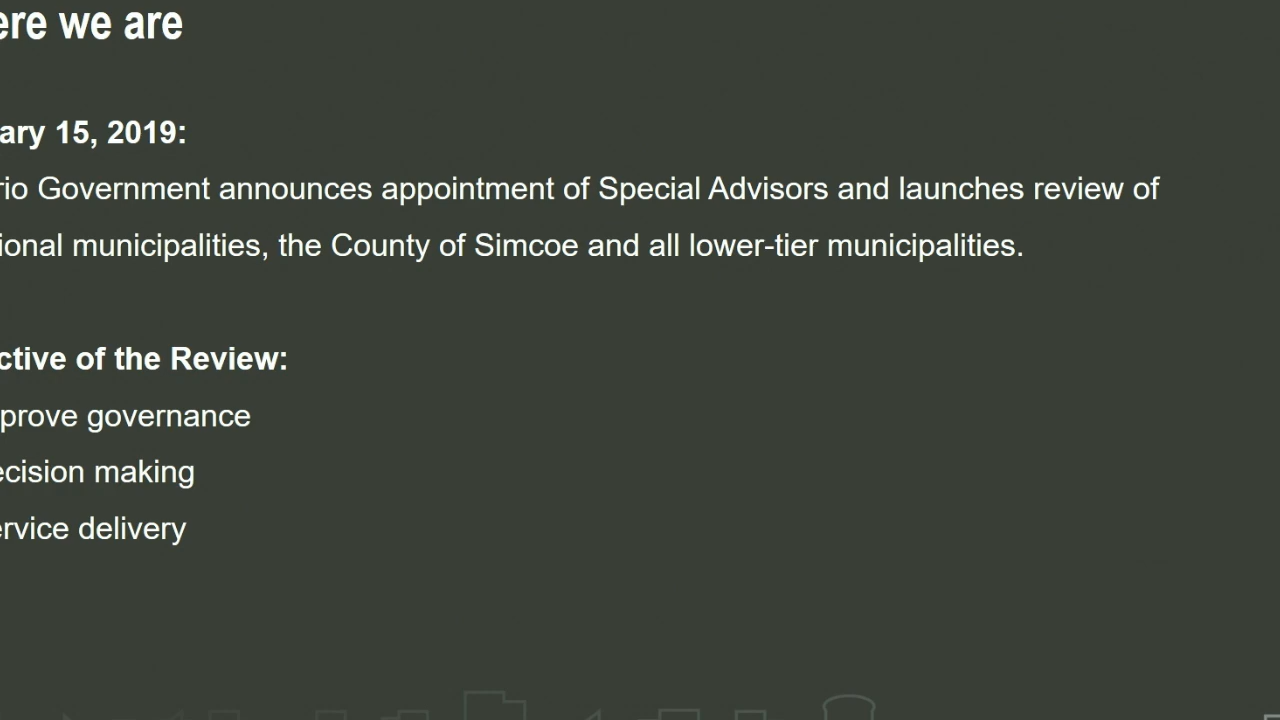 ere we are
ary 15, 2019:
rio Government announces appointment of Special Advisors and launches review of
ional municipalities, the County of Simcoe and all lower-tier municipalities.
ctive of the Review:
prove governance
ecision making
ervice delivery